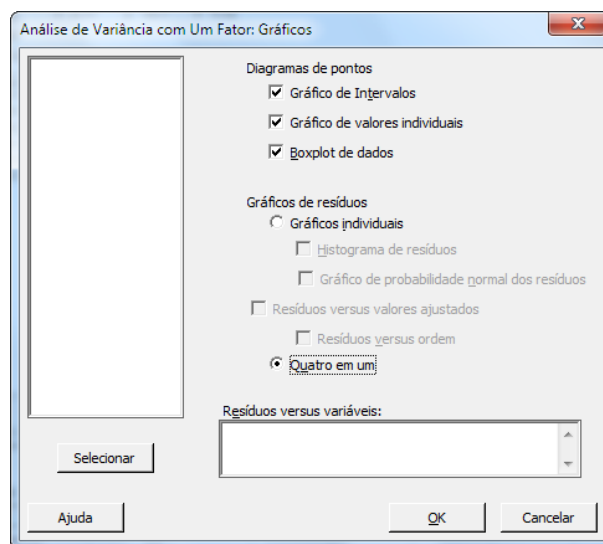 Análise de Variância com Um Fator: Gráficos
Diagramas de pontos
Gráfico de Intervalos
Gráfico de valores individuais
Boxplot de dados
Gráficos de resíduos
Gráficos individuais
Histograma de resíduos
Gráfico de probabilidade normal dos resíduos
Resíduos versus valores ajustados
Resíduos versus ordem
Quatro em um
Resíduos versus variáveis:
Selecionar
Ajuda
OK
Cancelar